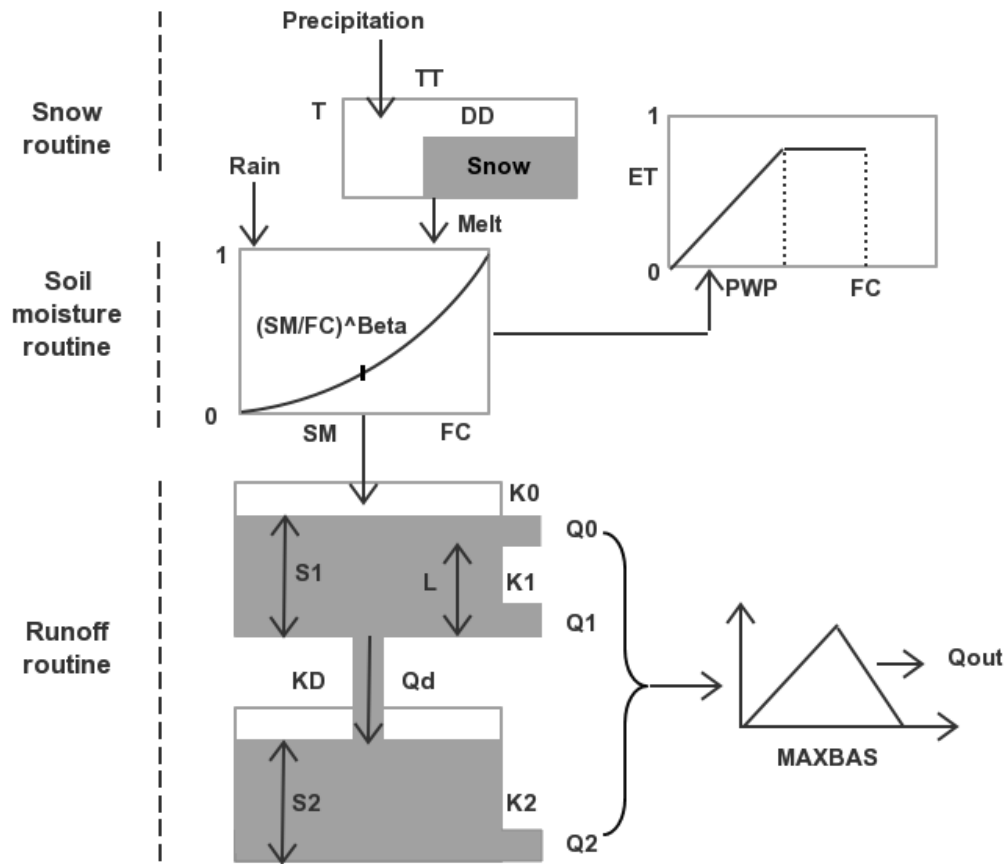 Precipitation
TT
T
DD
Snow
routine
Snow
Rain
Melt
1
ET
0
PWP
FC
1
Soil
moisture
routine
(SM/FC)^Beta
0
SM
FC
K0
Q0
S1
L
K1
Q1
Runoff
routine
KD
Qd
Qout
MAXBAS
S2
K2
Q2